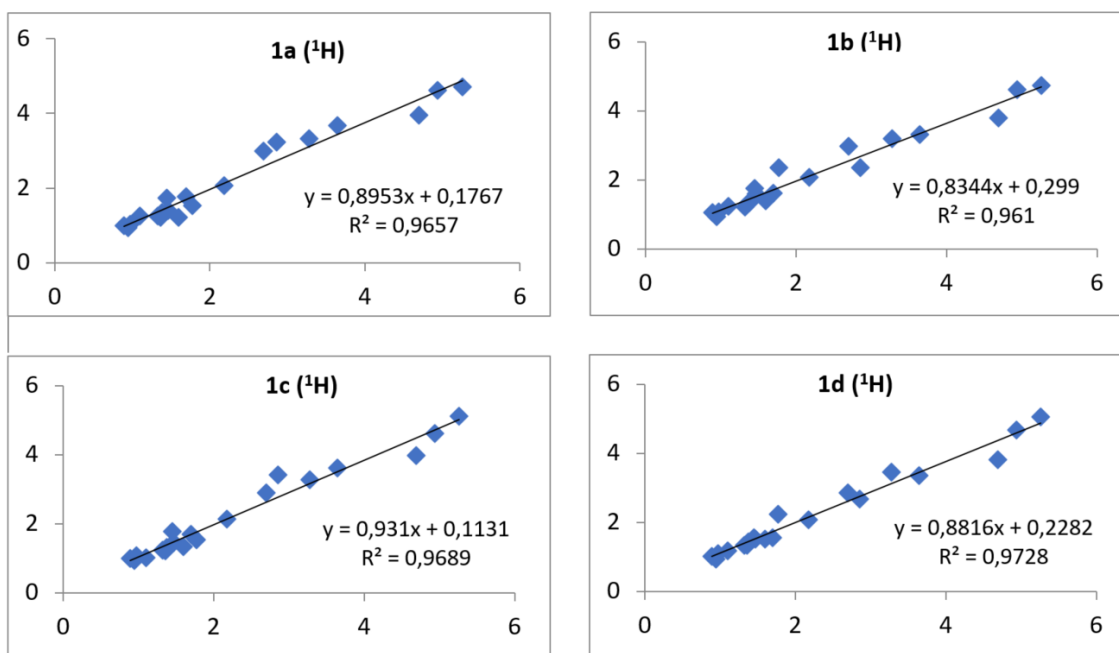 1a (¹H)
6
4
2
0
y = 0,8953x + 0,1767
R² = 0,9657
0 2 4 6
1b (¹H)
6
4
2
0
y = 0,8344x + 0,299
R² = 0,961
0 2 4 6
1c (¹H)
6
4
2
0
y = 0,931x + 0,1131
R² = 0,9689
0 2 4 6
1d (¹H)
6
4
2
0
y = 0,8816x + 0,2282
R² = 0,9728
0 2 4 6